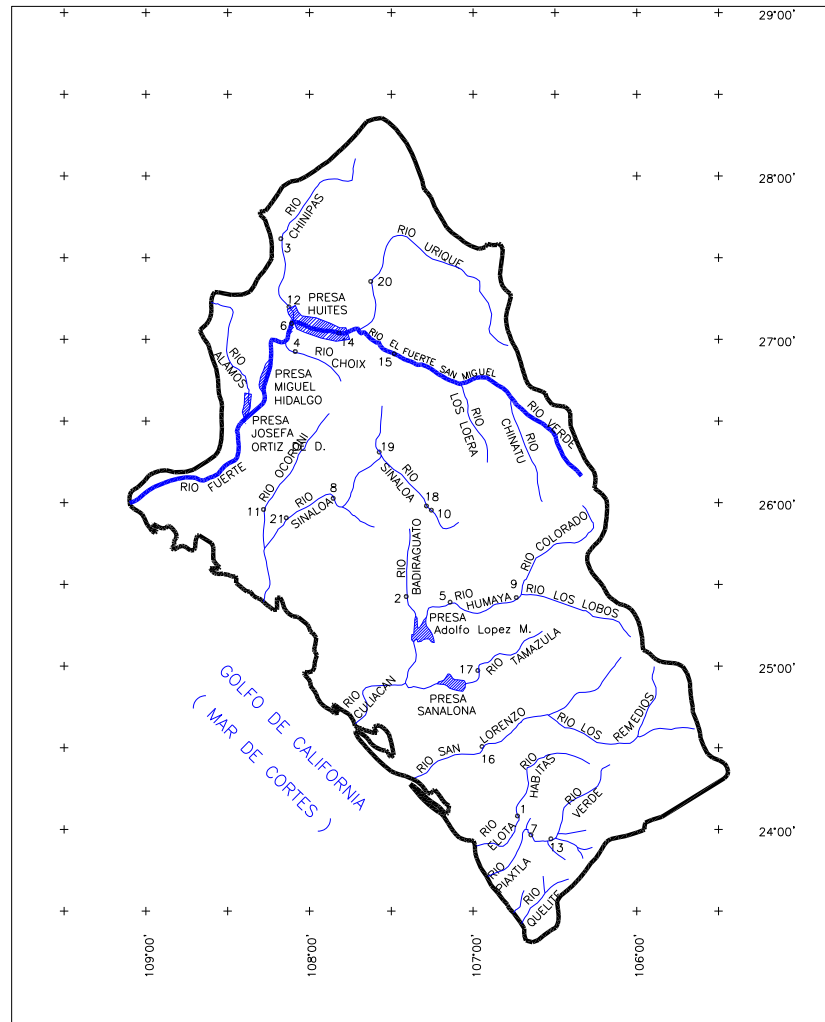 29°00'
28°00'
RIO
CHINIPAS
3
RIO URIQUE
20
12
PRESA
HUITES
6
27°00'
14
RIO EL FUERTE SAN MIGUEL
4
RIO
CHOIX
15
RIO
ALAMOS
PRESA
MIGUEL
HIDALGO
RIO
LOS LOERA
RIO
CHINATU
RIO VERDE
PRESA
JOSEFA
ORTIZ DE D.
RIO FUERTE
RIO OCORONI
19
RIO
SINALOA
8
RIO
SINALOA
18
10
11
21
26°00'
RIO
BADIRAGUATO
RIO COLORADO
2
5
RIO
HUMAYA
9
RIO LOS LOBOS
PRESA
Adolfo Lopez M.
17
RIO TAMAZULA
25°00'
RIO
CULIACAN
PRESA
SANALONA
GOLFO DE CALIFORNIA
( MAR DE CORTES )
RIO SAN LORENZO
16
RIO LOS REMEDIOS
RIO
HABITAS
1
RIO
VERDE
RIO
ELOTA
7
13
24°00'
RIO
PIAXTLA
RIO
QUELITE
109°00'
108°00'
107°00'
106°00'